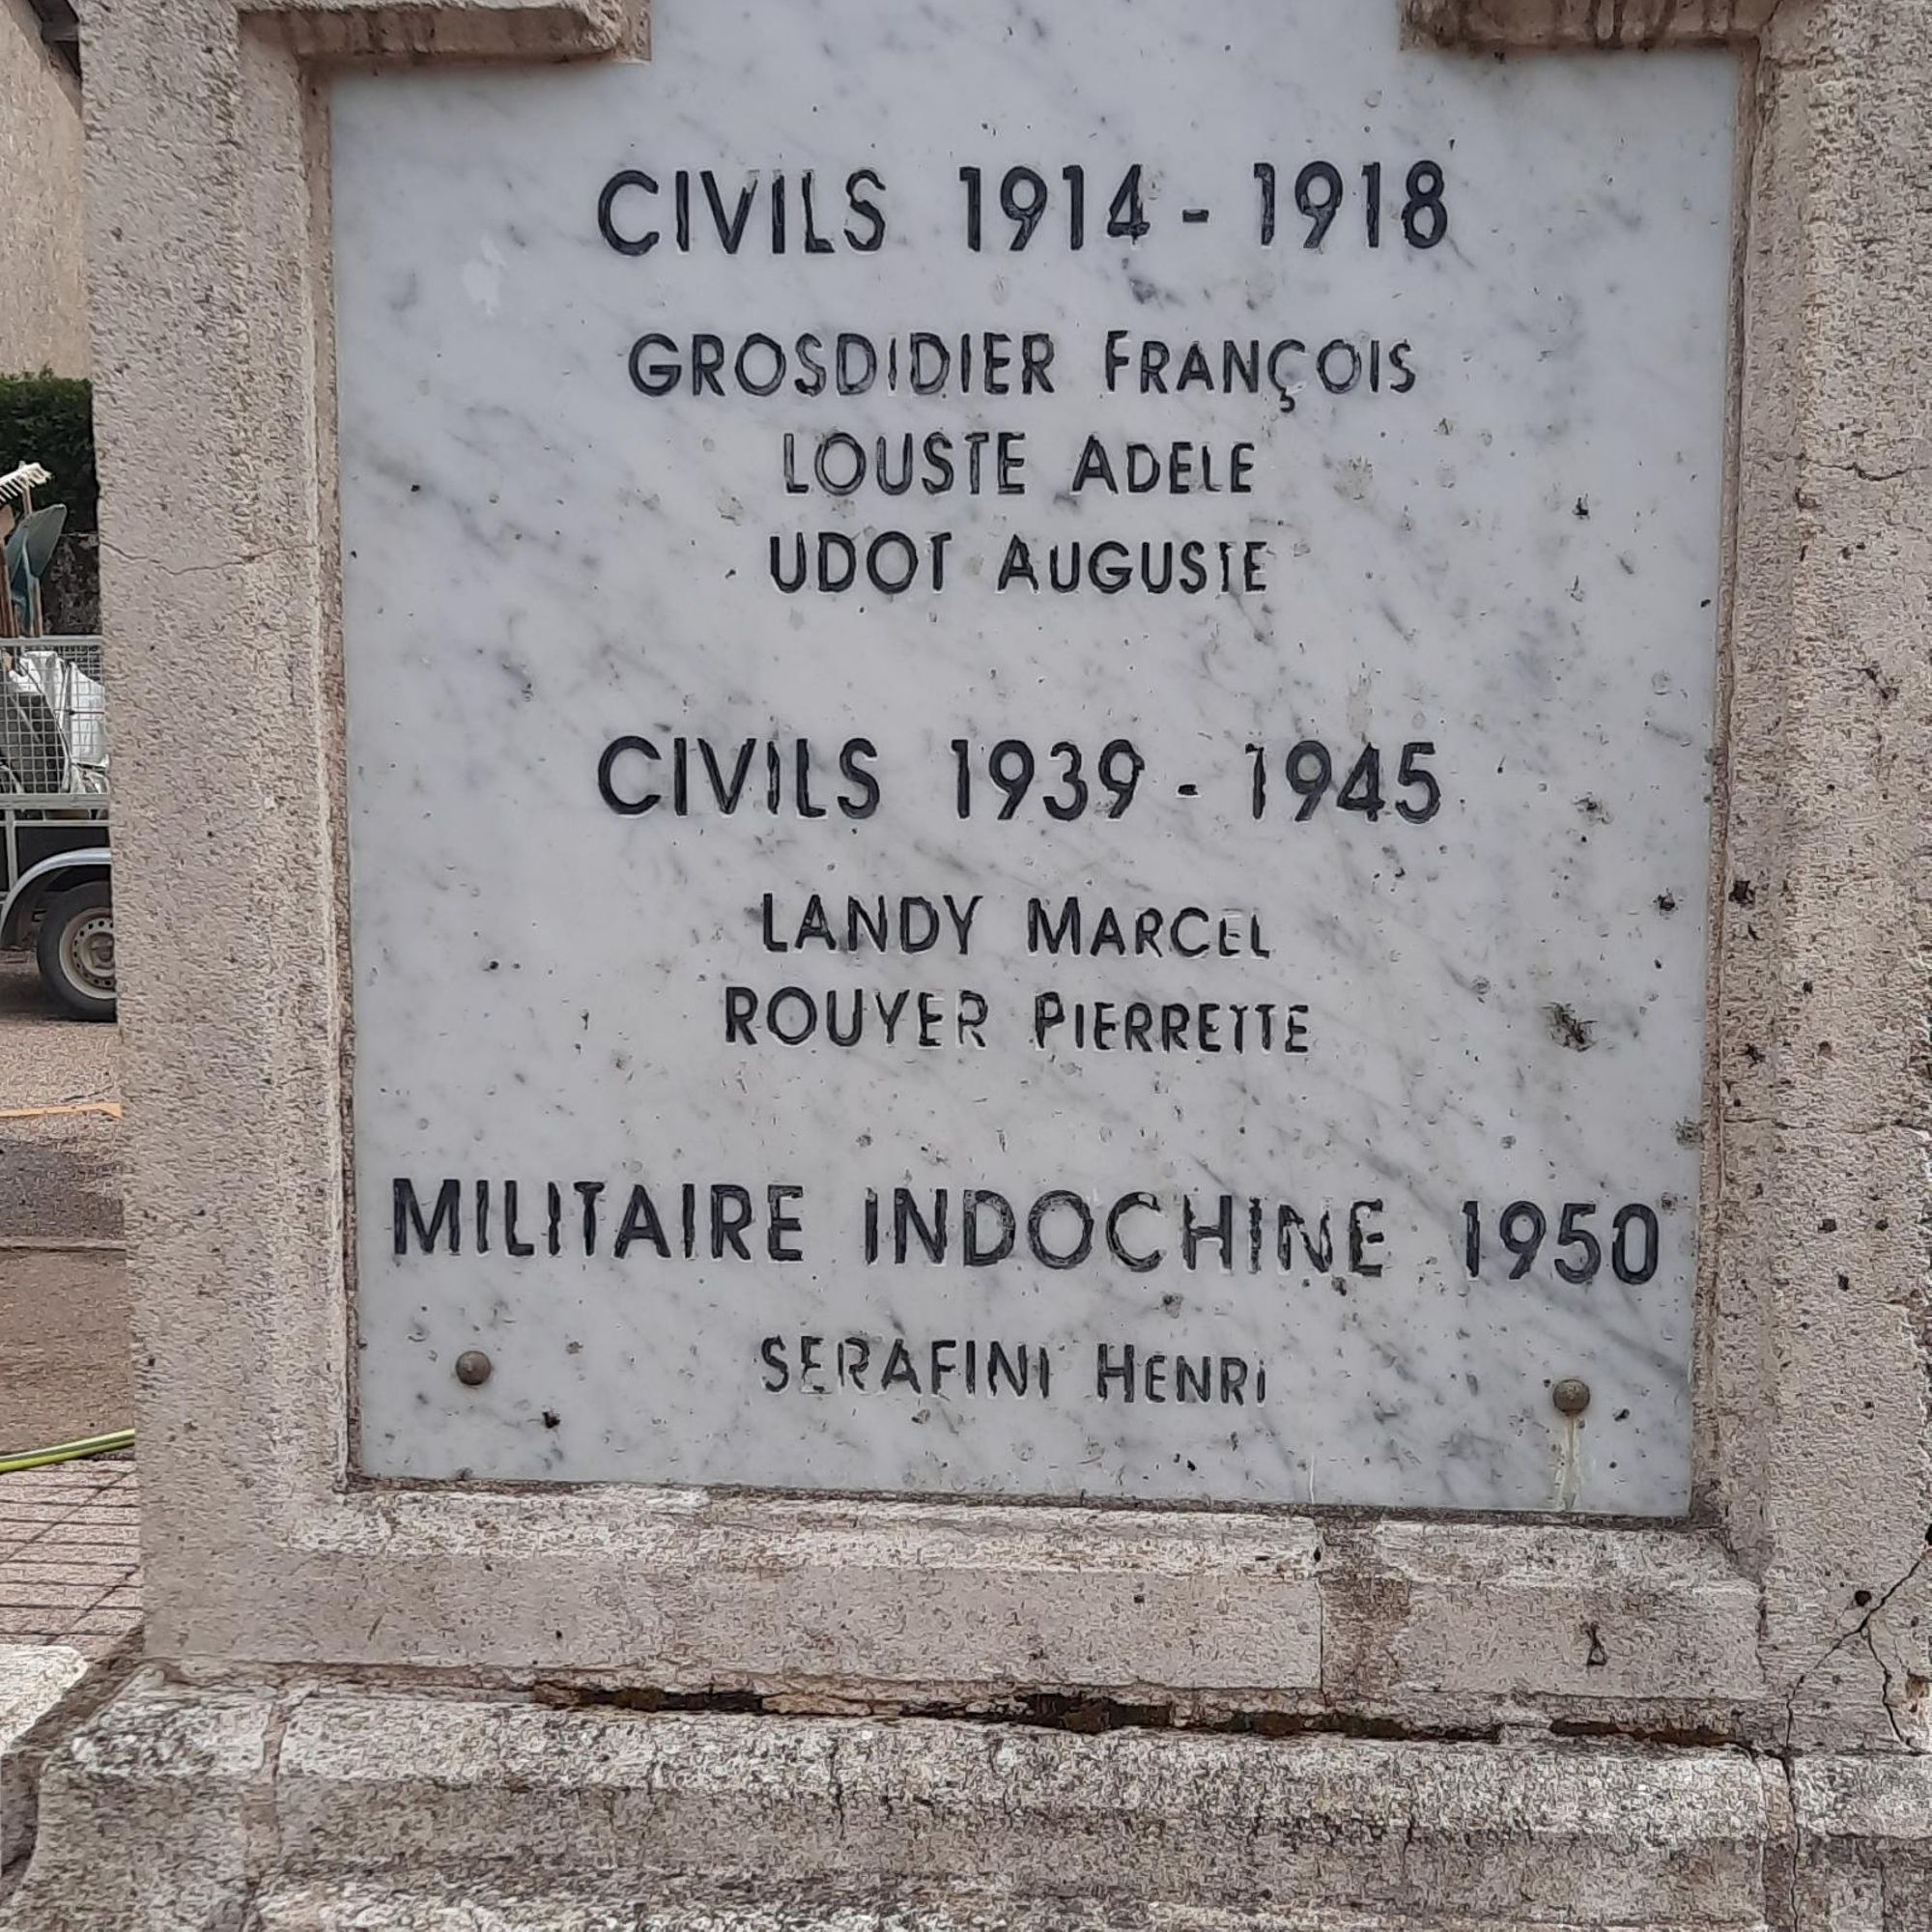 CIVILS 1914 - 1918
GROSDIDIER FRANÇOIS
LOUSTE ADELE
UDOT AUGUSTE
CIVILS 1939 - 1945
LANDY MARCEL
ROUYER PIERRETTE
MILITAIRE INDOCHINE 1950
SERAFINI HENRI